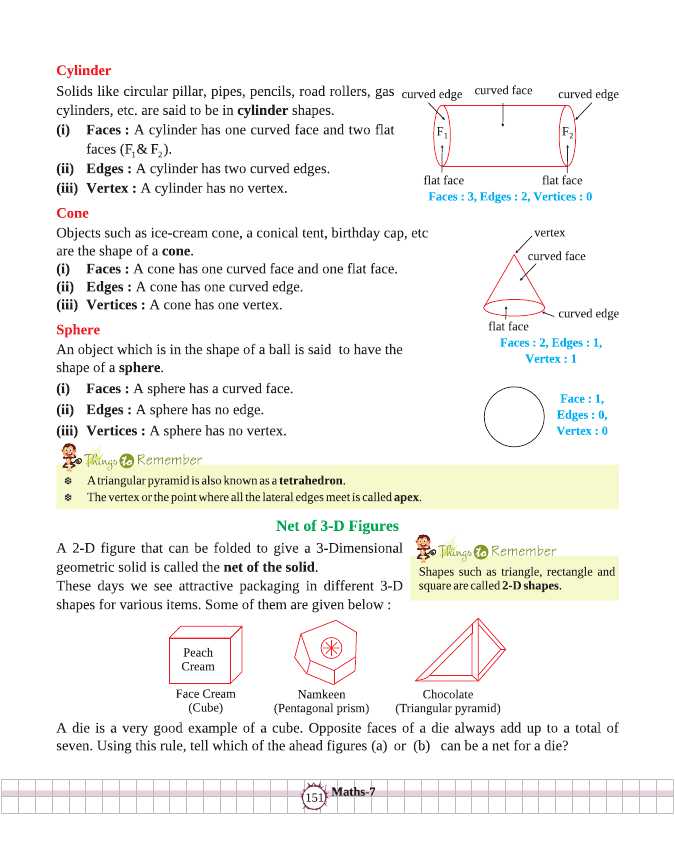 Cylinder
Solids like circular pillar, pipes, pencils, road rollers, gas
cylinders, etc. are said to be in cylinder shapes.
(i) Faces : A cylinder has one curved face and two flat
faces (F1 & F2).
(ii) Edges : A cylinder has two curved edges.
(iii) Vertex : A cylinder has no vertex.
curved edge curved face curved edge
F1 F2
flat face flat face
Faces : 3, Edges : 2, Vertices : 0
Cone
Objects such as ice-cream cone, a conical tent, birthday cap, etc
are the shape of a cone.
(i) Faces : A cone has one curved face and one flat face.
(ii) Edges : A cone has one curved edge.
(iii) Vertices : A cone has one vertex.
vertex
curved face
curved edge
flat face
Faces : 2, Edges : 1,
Vertex : 1
Sphere
An object which is in the shape of a ball is said to have the
shape of a sphere.
(i) Faces : A sphere has a curved face.
(ii) Edges : A sphere has no edge.
(iii) Vertices : A sphere has no vertex.
Face : 1,
Edges : 0,
Vertex : 0
Things to Remember
❉ A triangular pyramid is also known as a tetrahedron.
❉ The vertex or the point where all the lateral edges meet is called apex.
Net of 3-D Figures
A 2-D figure that can be folded to give a 3-Dimensional
geometric solid is called the net of the solid.
These days we see attractive packaging in different 3-D
shapes for various items. Some of them are given below :
Things to Remember
Shapes such as triangle, rectangle and
square are called 2-D shapes.
Peach
Cream
Face Cream
(Cube)
Namkeen
(Pentagonal prism)
Chocolate
(Triangular pyramid)
A die is a very good example of a cube. Opposite faces of a die always add up to a total of
seven. Using this rule, tell which of the ahead figures (a) or (b) can be a net for a die?
151 Maths-7